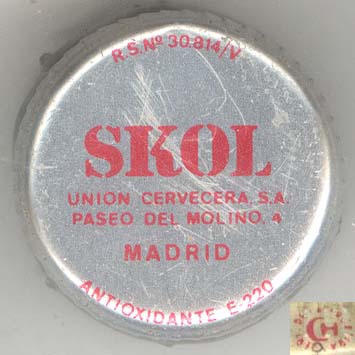 R.S.Nº 30.814/V
SKOL
UNION CERVECERA, S.A.
PASEO DEL MOLINO, 4
MADRID
ANTIOXIDANTE E-220